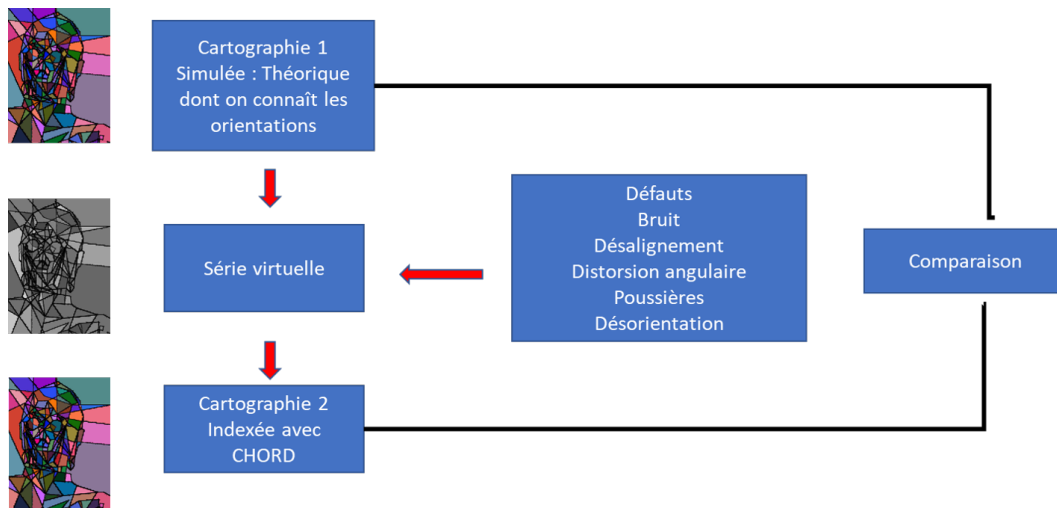 Cartographie 1
Simulée : Théorique
dont on connaît les
orientations
Série virtuelle
Défauts
Bruit
Désalignement
Distorsion angulaire
Poussières
Désorientation
Comparaison
Cartographie 2
Indexée avec
CHORD